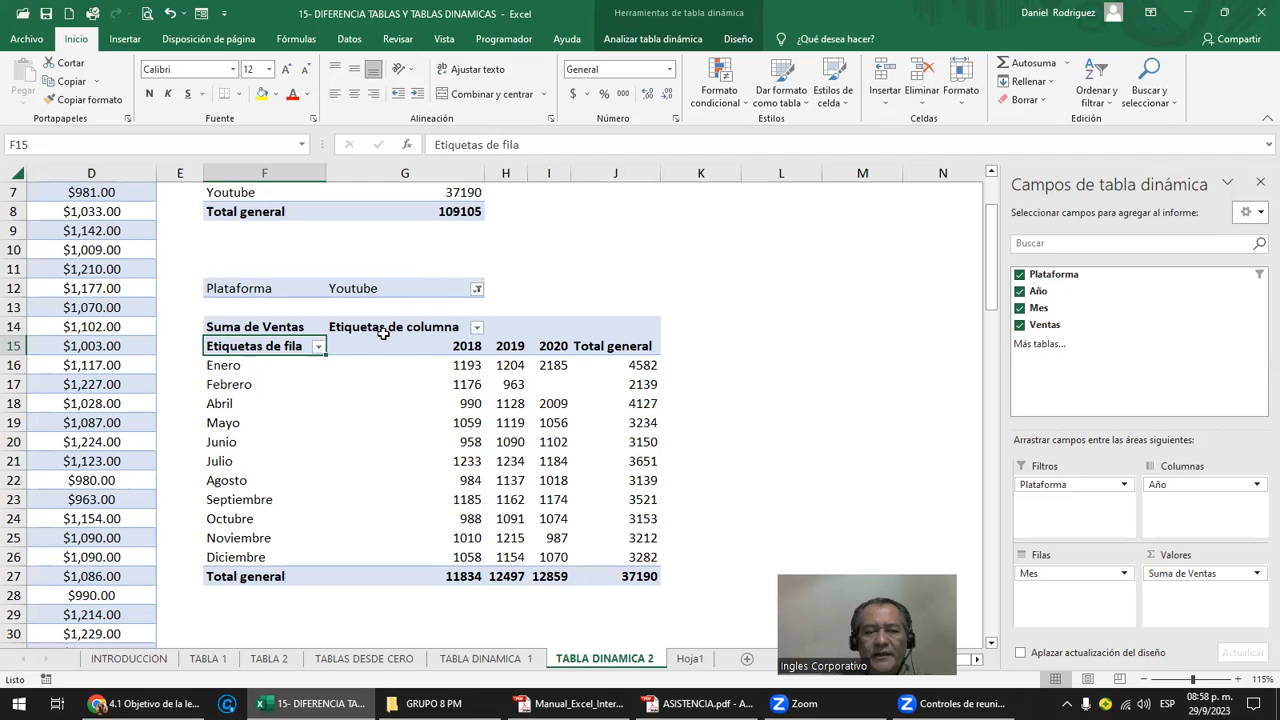 15- DIFERENCIA TABLAS Y TABLAS DINAMICAS - Excel
Herramientas de tabla dinámica
Daniel Rodriguez
Archivo Inicio Insertar Disposición de página Fórmulas Datos Revisar Vista Programador Ayuda Analizar tabla dinámica Diseño ¿Qué desea hacer? Compartir
Pegar
Cortar
Copiar
Copiar formato
Portapapeles
Calibri 12
N K S
Fuente
Ajustar texto
Combinar y centrar
Alineación
General
$ % 000
Número
Formato condicional
Dar formato como tabla
Estilos de celda
Estilos
Insertar Eliminar Formato
Celdas
Autosuma
Rellenar
Borrar
Ordenar y filtrar
Buscar y seleccionar
Edición
F15 fx Etiquetas de fila
D E F G H I J K L M N
7 $981.00 Youtube 37190
8 $1,033.00 Total general 109105
9 $1,142.00
10 $1,009.00
11 $1,210.00
12 $1,177.00 Plataforma Youtube
13 $1,070.00
14 $1,102.00 Suma de Ventas Etiquetas de columna
15 $1,003.00 Etiquetas de fila 2018 2019 2020 Total general
16 $1,117.00 Enero 1193 1204 2185 4582
17 $1,227.00 Febrero 1176 963 2139
18 $1,028.00 Abril 990 1128 2009 4127
19 $1,087.00 Mayo 1059 1119 1056 3234
20 $1,224.00 Junio 958 1090 1102 3150
21 $1,123.00 Julio 1233 1234 1184 3651
22 $980.00 Agosto 984 1137 1018 3139
23 $963.00 Septiembre 1185 1162 1174 3521
24 $1,154.00 Octubre 988 1091 1074 3153
25 $1,090.00 Noviembre 1010 1215 987 3212
26 $1,090.00 Diciembre 1058 1154 1070 3282
27 $1,086.00 Total general 11834 12497 12859 37190
28 $990.00
29 $1,214.00
30 $1,229.00
Campos de tabla dinámica
Seleccionar campos para agregar al informe:
Buscar
Plataforma
Año
Mes
Ventas
Más tablas...
Arrastrar campos entre las áreas siguientes:
Filtros Columnas
Plataforma Año
Filas Σ Valores
Mes Suma de Ventas
Aplazar actualización del diseño Actualizar
Ingles Corporativo
INTRODUCCION TABLA 1 TABLA TABLAS DESDE CERO TABLA DINAMICA 1 TABLA DINAMICA 2 Hoja1
Listo 115%
4.1 Objetivo de la le... 15- DIFERENCIA TA... GRUPO 8 PM Manual_Excel_Inter... ASISTENCIA.pdf - A... Zoom Controles de reuni... ESP 08:58 p. m.
29/9/2023